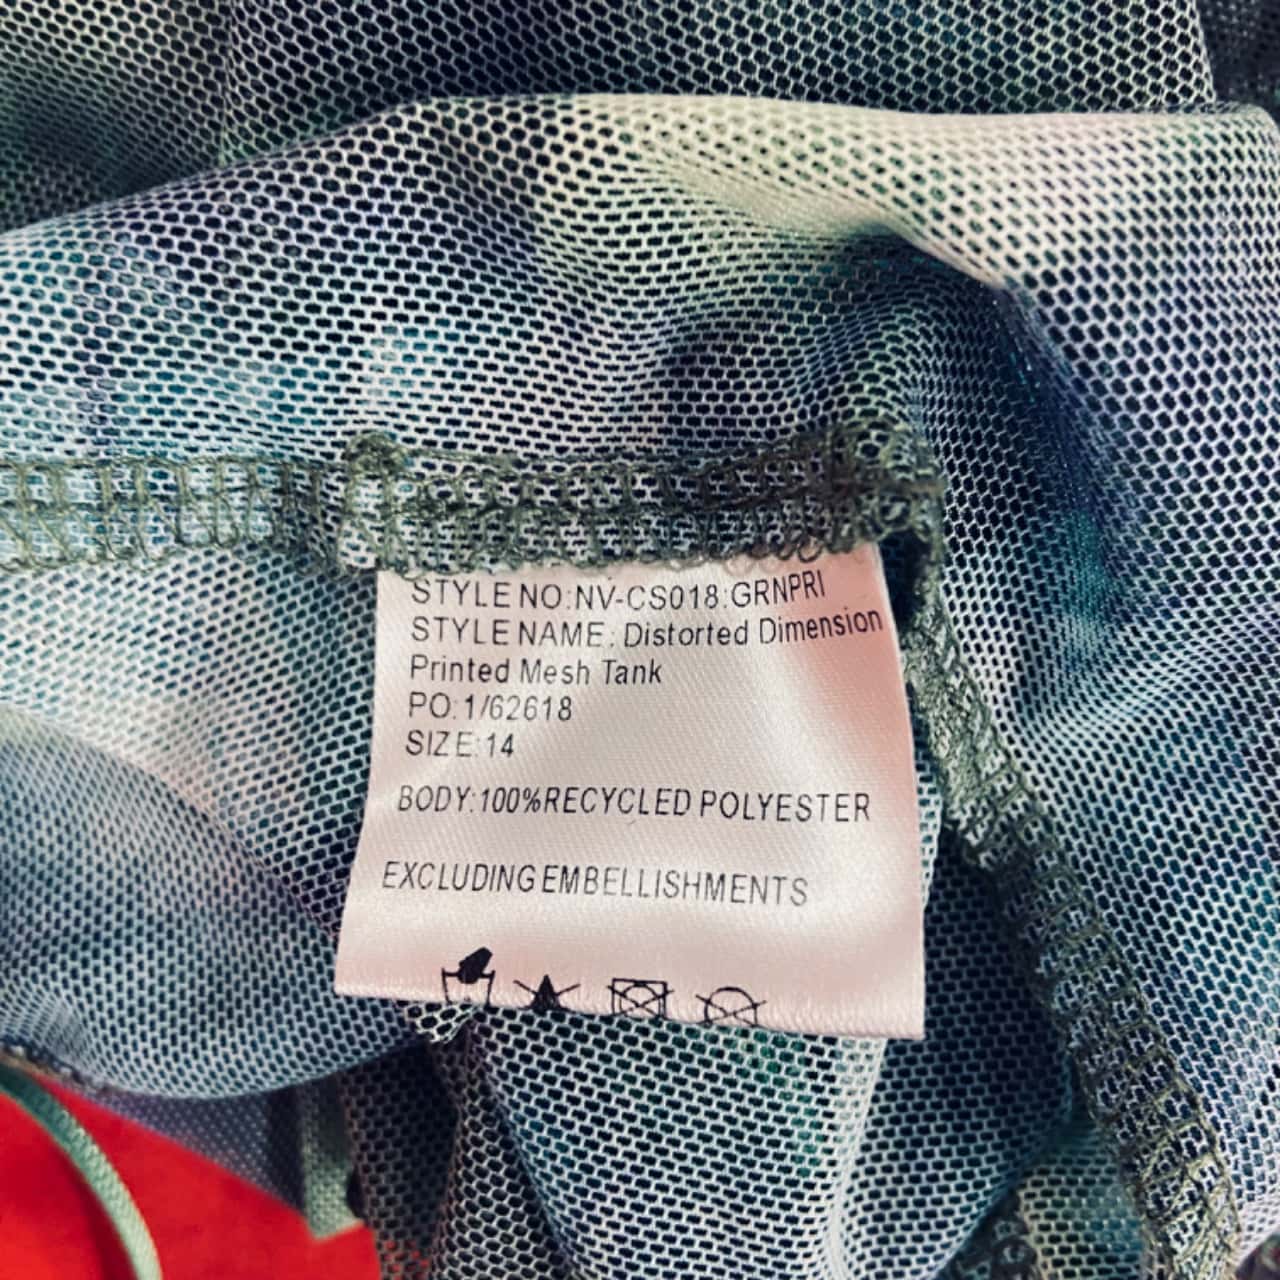 STYLE NO:NV-CS018:GRNPRI
STYLE NAME: Distorted Dimension
Printed Mesh Tank
PO:1/62618
SIZE:14
BODY:100%RECYCLED POLYESTER
EXCLUDING EMBELLISHMENTS